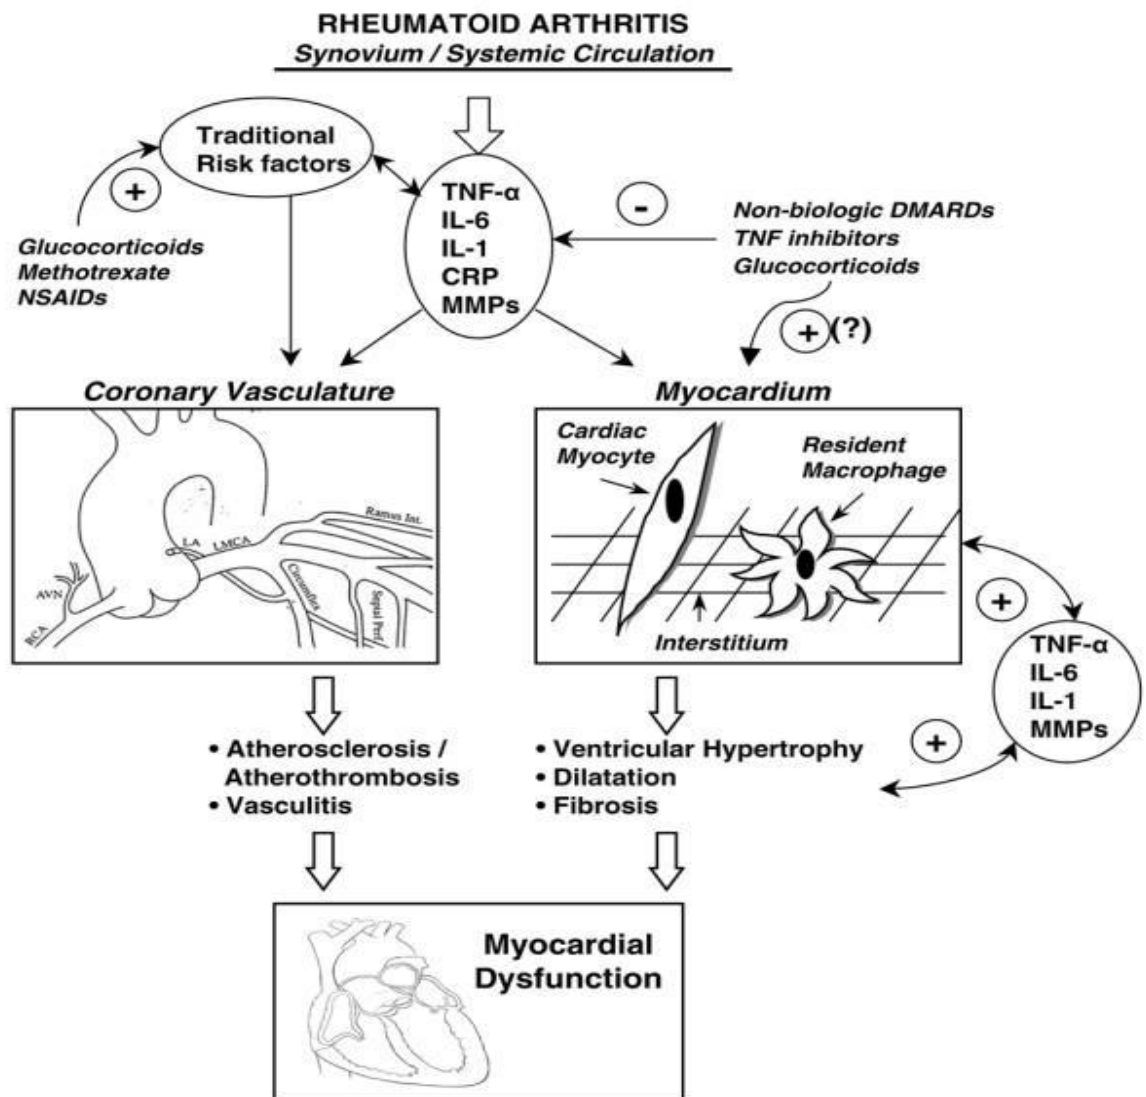 RHEUMATOID ARTHRITIS
Synovium / Systemic Circulation
Traditional
Risk factors
+
Glucocorticoids
Methotrexate
NSAIDs
TNF-α
IL-6
IL-1
CRP
MMPs
-
Non-biologic DMARDs
TNF inhibitors
Glucocorticoids
+(?)
Coronary Vasculature
Ramus Int.
LA
LMCA
Circumflex
Septal Perf.
AVN
RCA
Myocardium
Cardiac
Myocyte
Resident
Macrophage
Interstitium
+
TNF-α
IL-6
IL-1
MMPs
+
• Atherosclerosis /
Atherothrombosis
• Vasculitis
• Ventricular Hypertrophy
• Dilatation
• Fibrosis
Myocardial
Dysfunction